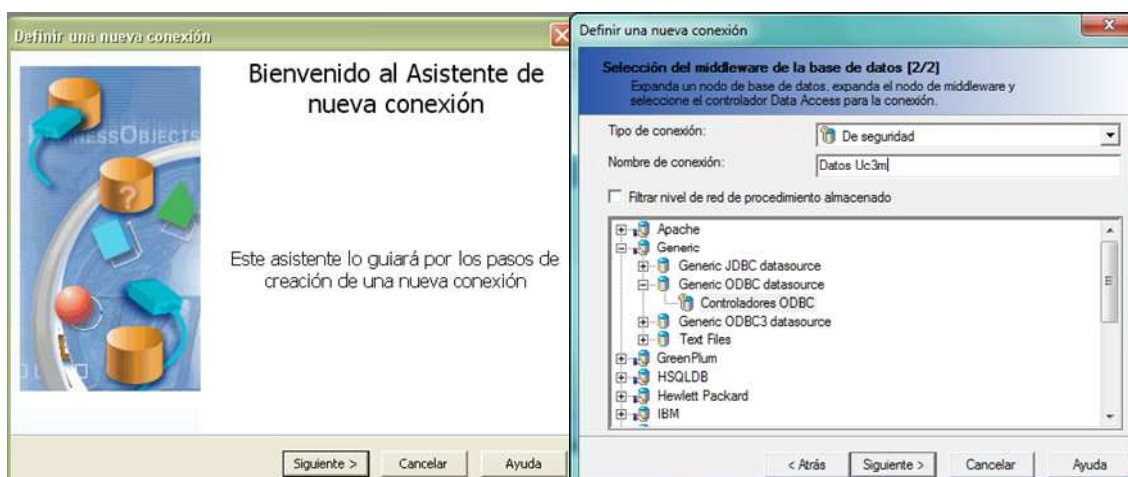 Definir una nueva conexión
BUSINESSOBJECTS
Bienvenido al Asistente de
nueva conexión
Este asistente lo guiará por los pasos de
creación de una nueva conexión
Siguiente >
Cancelar
Ayuda
Definir una nueva conexión
Selección del middleware de la base de datos [2/2]
Expanda un nodo de base de datos, expanda el nodo de middleware y
seleccione el controlador Data Access para la conexión.
Tipo de conexión:
De seguridad
Nombre de conexión:
Datos Uc3m
Filtrar nivel de red de procedimiento almacenado
Apache
Generic
Generic JDBC datasource
Generic ODBC datasource
Controladores ODBC
Generic ODBC3 datasource
Text Files
GreenPlum
HSQLDB
Hewlett Packard
IBM
< Atrás
Siguiente >
Cancelar
Ayuda